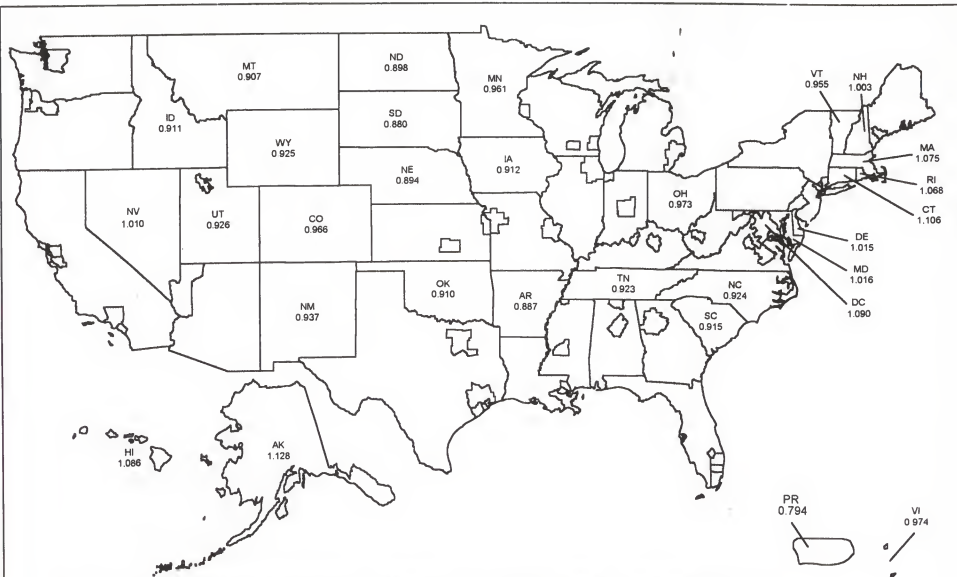 MT
0.907
ND
0.898
MN
0.961
VT
0.955
NH
1.003
ID
0.911
SD
0.880
WY
0.925
NE
0.894
IA
0.912
MA
1.075
RI
1.068
CT
1.106
NV
1.010
UT
0.926
CO
0.966
OH
0.973
DE
1.015
MD
1.016
DC
1.090
NM
0.937
OK
0.910
AR
0.887
TN
0.923
NC
0.924
SC
0.915
HI
1.086
AK
1.128
PR
0.794
VI
0.974